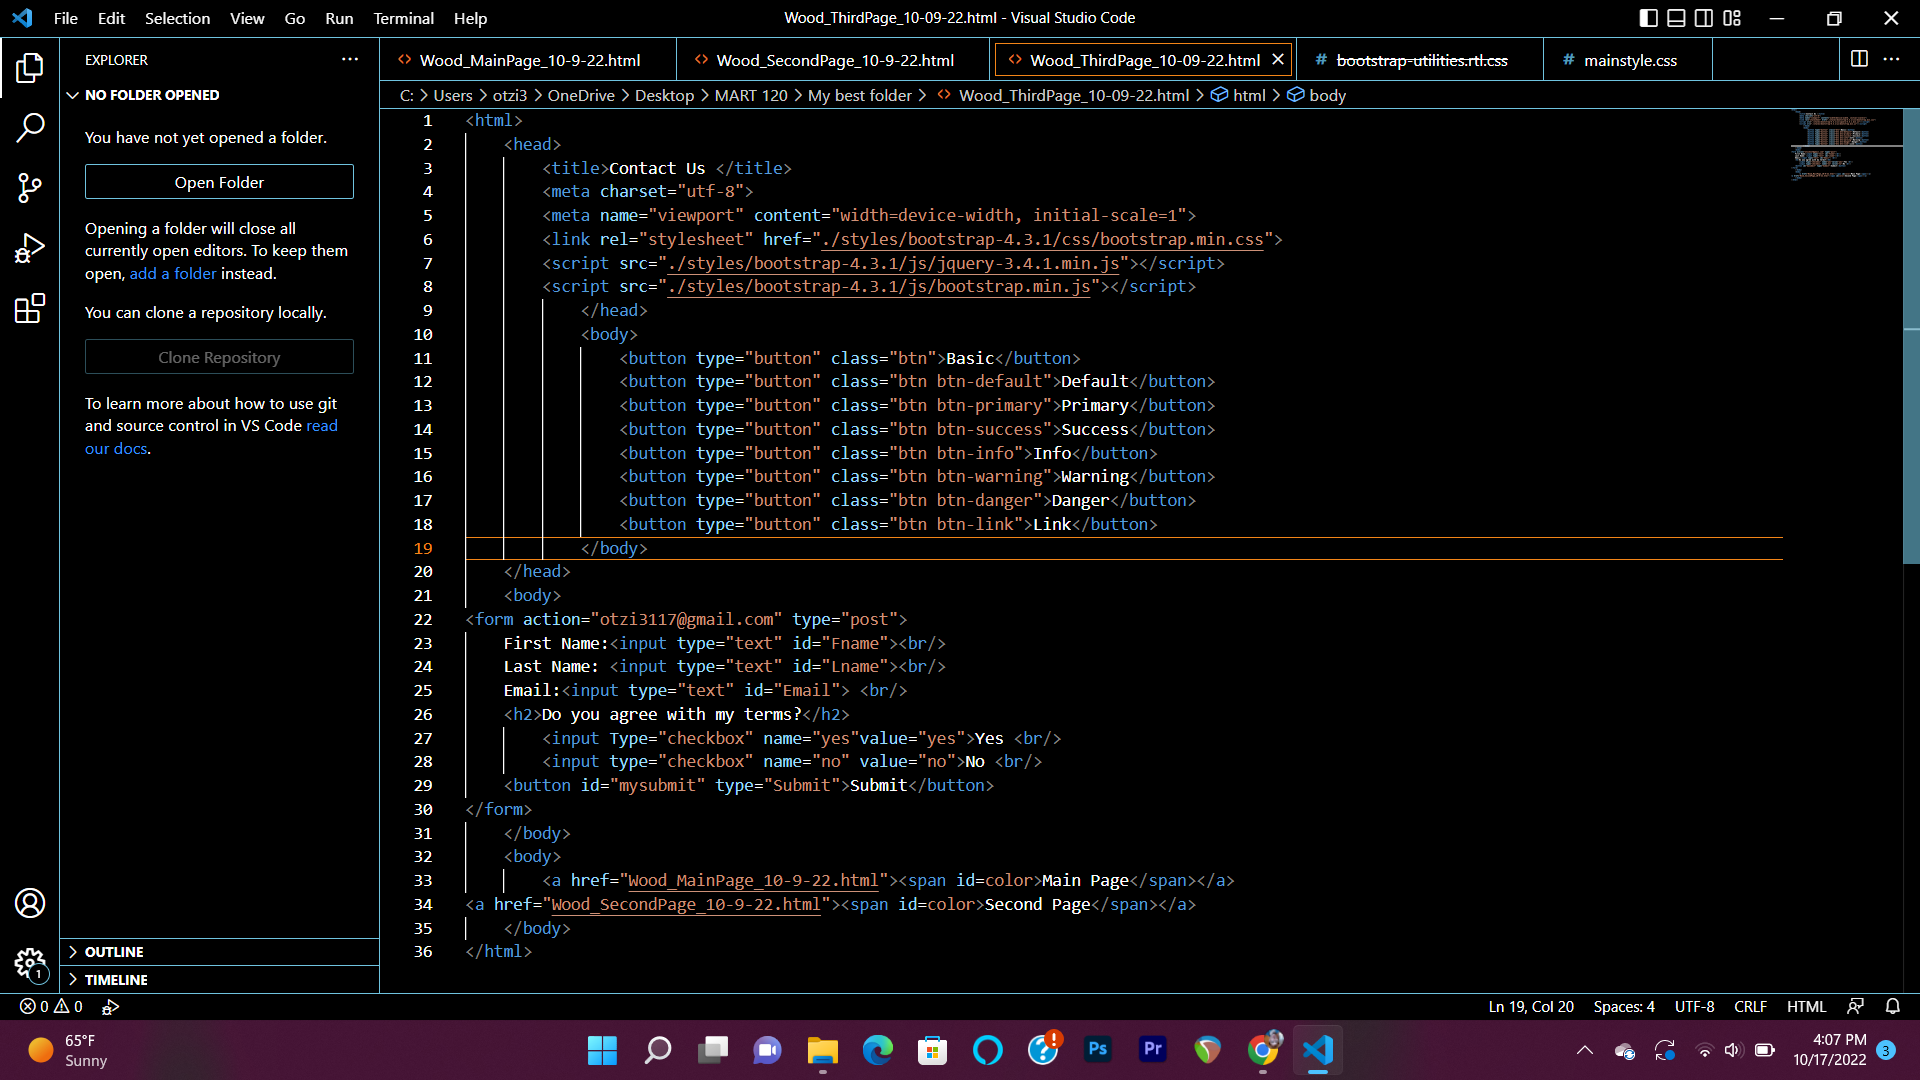 File Edit Selection View Go Run Terminal Help
Wood_ThirdPage_10-09-22.html - Visual Studio Code
EXPLORER
Wood_MainPage_10-9-22.html
Wood_SecondPage_10-9-22.html
Wood_ThirdPage_10-09-22.html
# bootstrap-utilities.rtl.css
# mainstyle.css
C: > Users > otzi3 > OneDrive > Desktop > MART 120 > My best folder > <> Wood_ThirdPage_10-09-22.html > html > body
NO FOLDER OPENED
You have not yet opened a folder.
Open Folder
Opening a folder will close all
currently open editors. To keep them
open, add a folder instead.
You can clone a repository locally.
Clone Repository
To learn more about how to use git
and source control in VS Code read
our docs.
OUTLINE
TIMELINE
1 <html>
2 <head>
3 <title>Contact Us </title>
4 <meta charset="utf-8">
5 <meta name="viewport" content="width=device-width, initial-scale=1">
6 <link rel="stylesheet" href="./styles/bootstrap-4.3.1/css/bootstrap.min.css">
7 <script src="./styles/bootstrap-4.3.1/js/jquery-3.4.1.min.js"></script>
8 <script src="./styles/bootstrap-4.3.1/js/bootstrap.min.js"></script>
9 </head>
10 <body>
11 <button type="button" class="btn">Basic</button>
12 <button type="button" class="btn btn-default">Default</button>
13 <button type="button" class="btn btn-primary">Primary</button>
14 <button type="button" class="btn btn-success">Success</button>
15 <button type="button" class="btn btn-info">Info</button>
16 <button type="button" class="btn btn-warning">Warning</button>
17 <button type="button" class="btn btn-danger">Danger</button>
18 <button type="button" class="btn btn-link">Link</button>
19 </body>
20 </head>
21 <body>
22 <form action="otzi3117@gmail.com" type="post">
23 First Name:<input type="text" id="Fname"><br/>
24 Last Name: <input type="text" id="Lname"><br/>
25 Email:<input type="text" id="Email"> <br/>
26 <h2>Do you agree with my terms?</h2>
27 <input Type="checkbox" name="yes"value="yes">Yes <br/>
28 <input type="checkbox" name="no" value="no">No <br/>
29 <button id="mysubmit" type="Submit">Submit</button>
30 </form>
31 </body>
32 <body>
33 <a href="Wood_MainPage_10-9-22.html"><span id=color>Main Page</span></a>
34 <a href="Wood_SecondPage_10-9-22.html"><span id=color>Second Page</span></a>
35 </body>
36 </html>
1
0 0
Ln 19, Col 20 Spaces: 4 UTF-8 CRLF HTML
65°F
Sunny
Ps
Pr
4:07 PM
10/17/2022
3